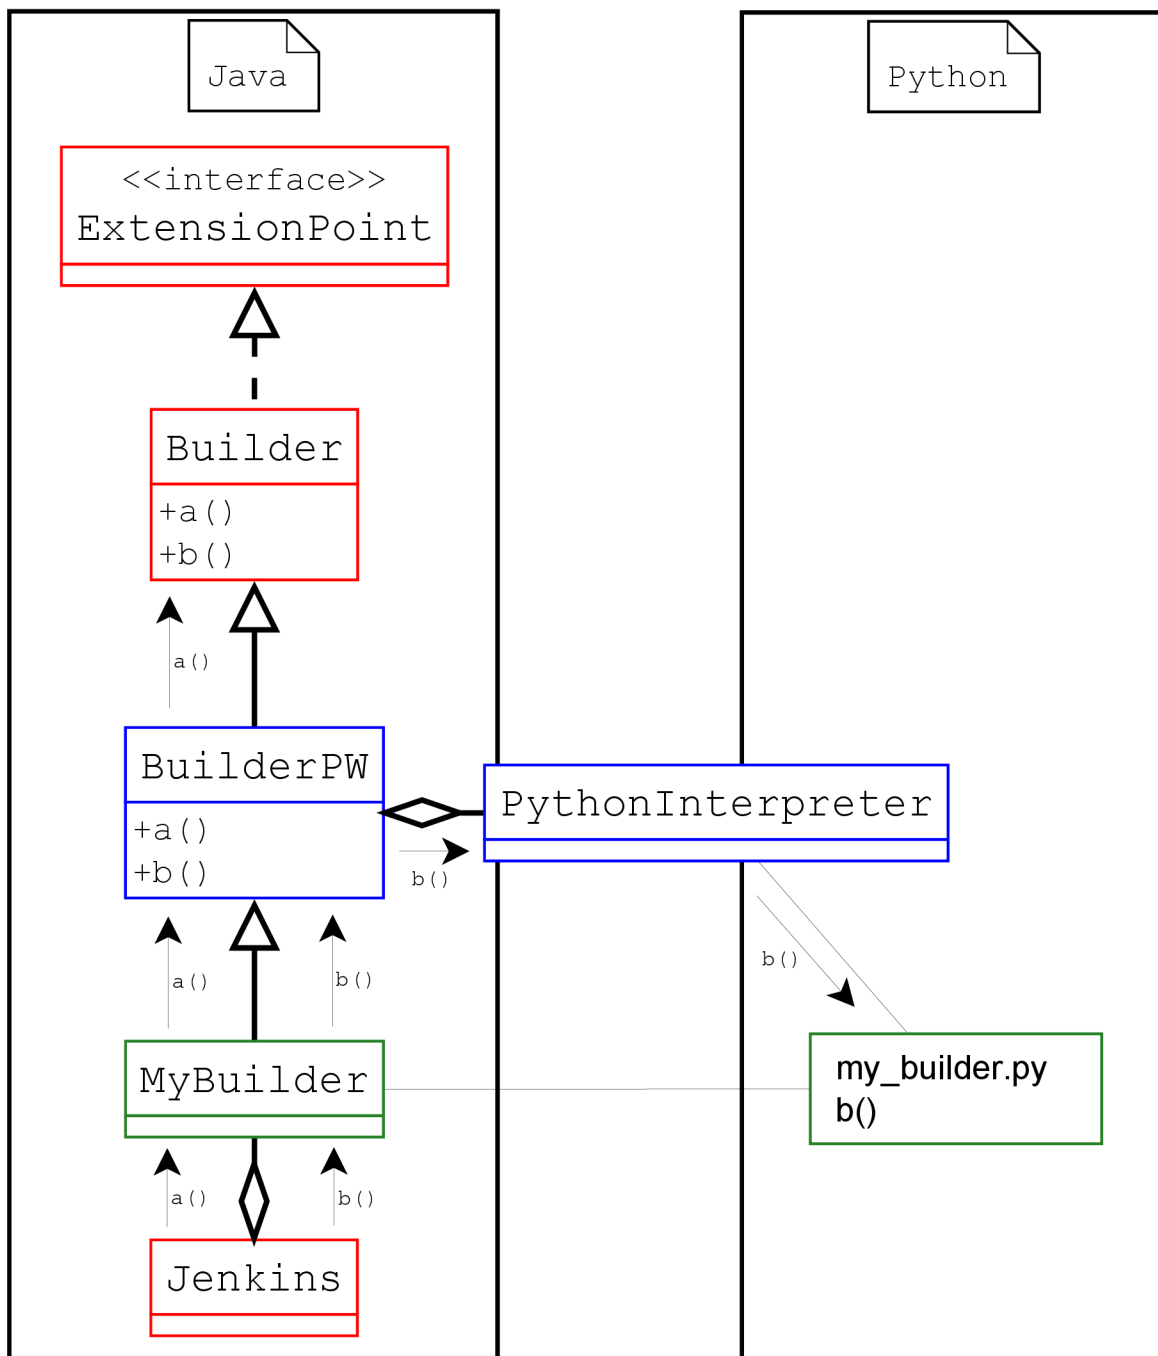 Java
Python
<<interface>>
ExtensionPoint
Builder
+a()
+b()
a()
BuilderPW
+a()
+b()
PythonInterpreter
b()
b()
a()
b()
MyBuilder
my_builder.py
b()
a()
b()
Jenkins